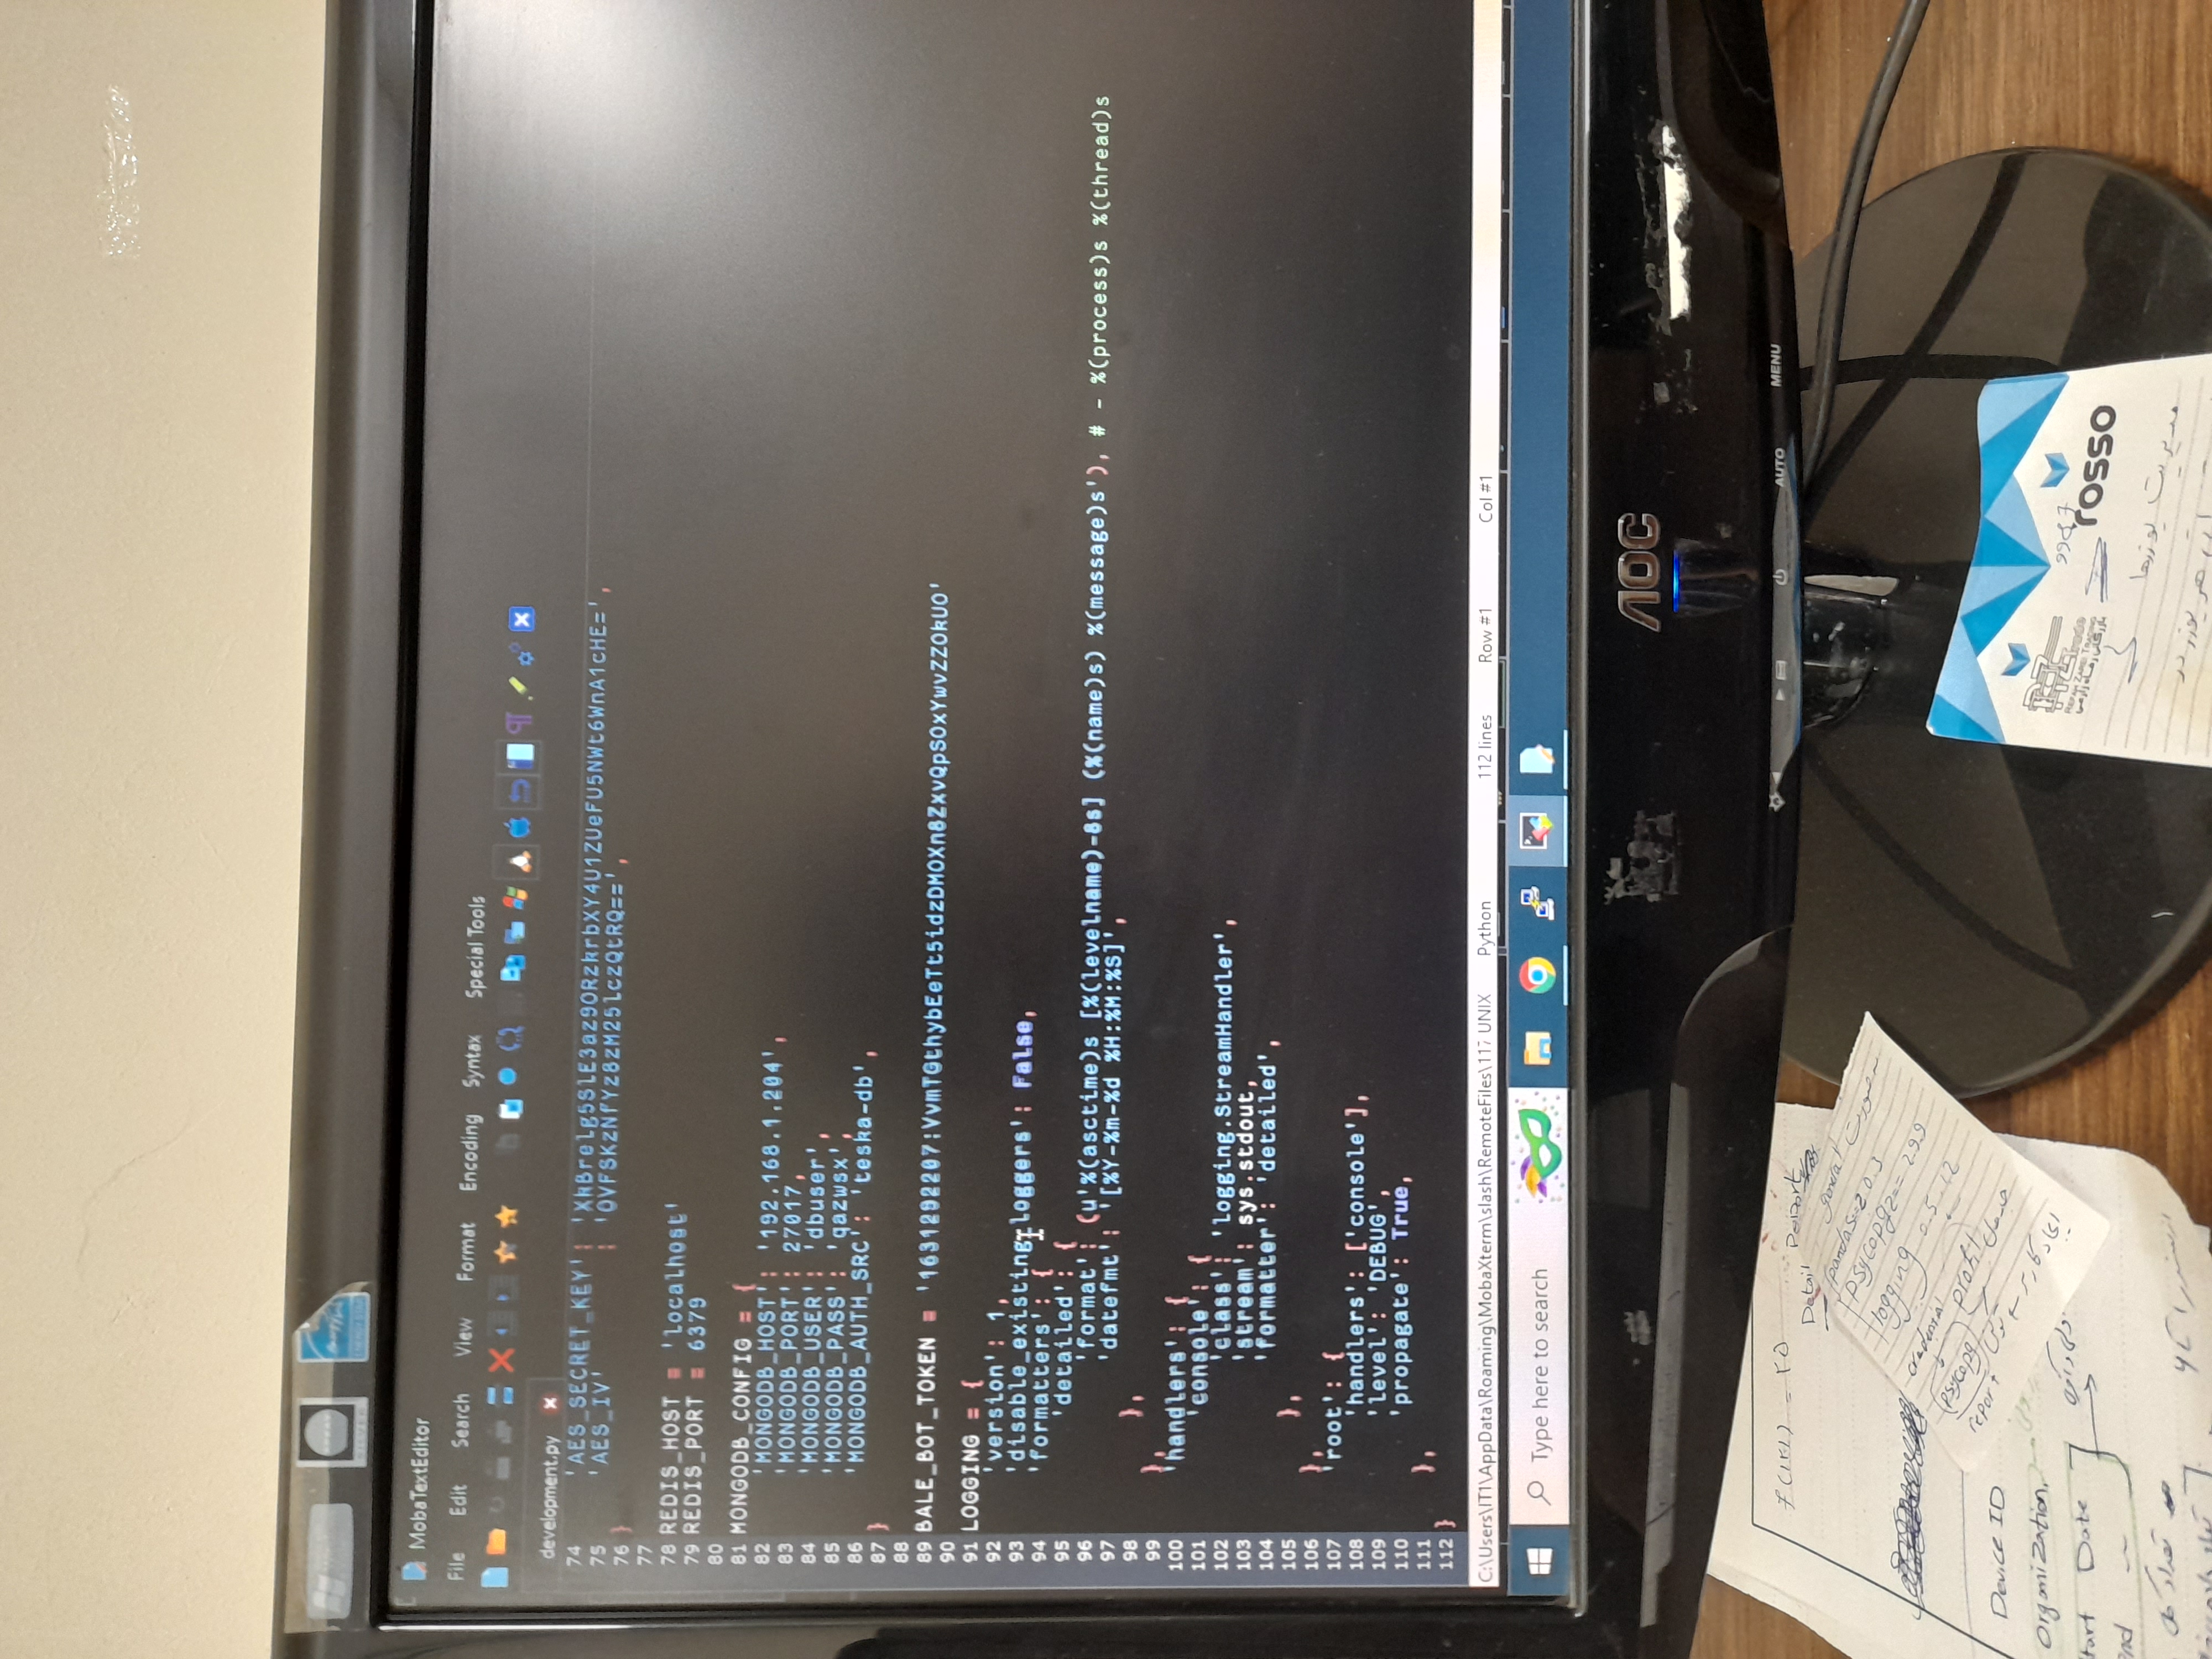 MobaTextEditor
File Edit Search View Format Encoding Syntax Special Tools
development.py
74 'AES_SECRET_KEY': 'XkBrelg5SlE3az9ORzkrbXY4U1ZUeFU5NWt6WnA1cHE=',
75 'AES_IV' : 'OVFSKzNfYz8zM25lczQtRQ==',
76 }
77
78 REDIS_HOST = 'localhost'
79 REDIS_PORT = 6379
80
81 MONGODB_CONFIG = {
82 'MONGODB_HOST': '192.168.1.204',
83 'MONGODB_PORT': 27017,
84 'MONGODB_USER': 'dbuser',
85 'MONGODB_PASS': 'qazwsx',
86 'MONGODB_AUTH_SRC': 'teska-db',
87 }
88
89 BALE_BOT_TOKEN = '1631292207:VvmTGthybEeTt5idzDMOXn8ZxvQpSOxYwvZZOkUO'
90
91 LOGGING = {
92 'version': 1,
93 'disable_existing_loggers': False,
94 'formatters': {
95 'detailed': {
96 'format': (u'%(asctime)s [%(levelname)-8s] (%(name)s) %(message)s'), # - %(process)s %(thread)s
97 'datefmt': '[%Y-%m-%d %H:%M:%S]',
98 },
99 },
100 'handlers': {
101 'console': {
102 'class': 'logging.StreamHandler',
103 'stream': sys.stdout,
104 'formatter': 'detailed',
105 },
106 },
107 'root': {
108 'handlers': ['console'],
109 'level': 'DEBUG',
110 'propagate': True,
111 },
112 }
C:\Users\IT1\AppData\Roaming\MobaXterm\slash\RemoteFiles\117 UNIX Python 112 lines Row #1 Col #1
Type here to search
AOC
AUTO MENU
Detail Report
pandas==2.0.3
psycopg2==2.9.9
logging 0.5.12
psycopg profil
report
Device ID
Organization
Start Date
REFAH ZAREI TRADING
بازرگانی رفاه زارعی
rosso
مدیریت یوزرها